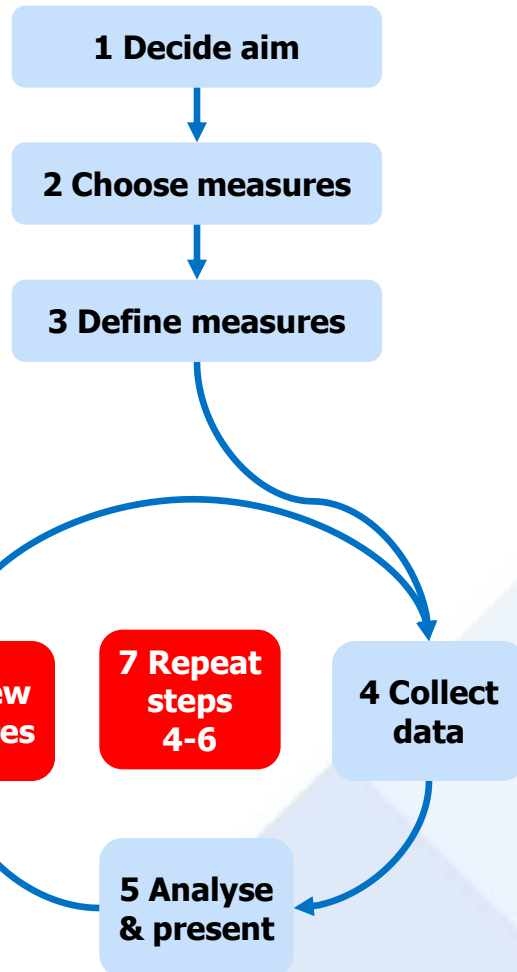 1 Decide aim
2 Choose measures
3 Define measures
7 Repeat
steps
4-6
4 Collect
data
5 Analyse
& present